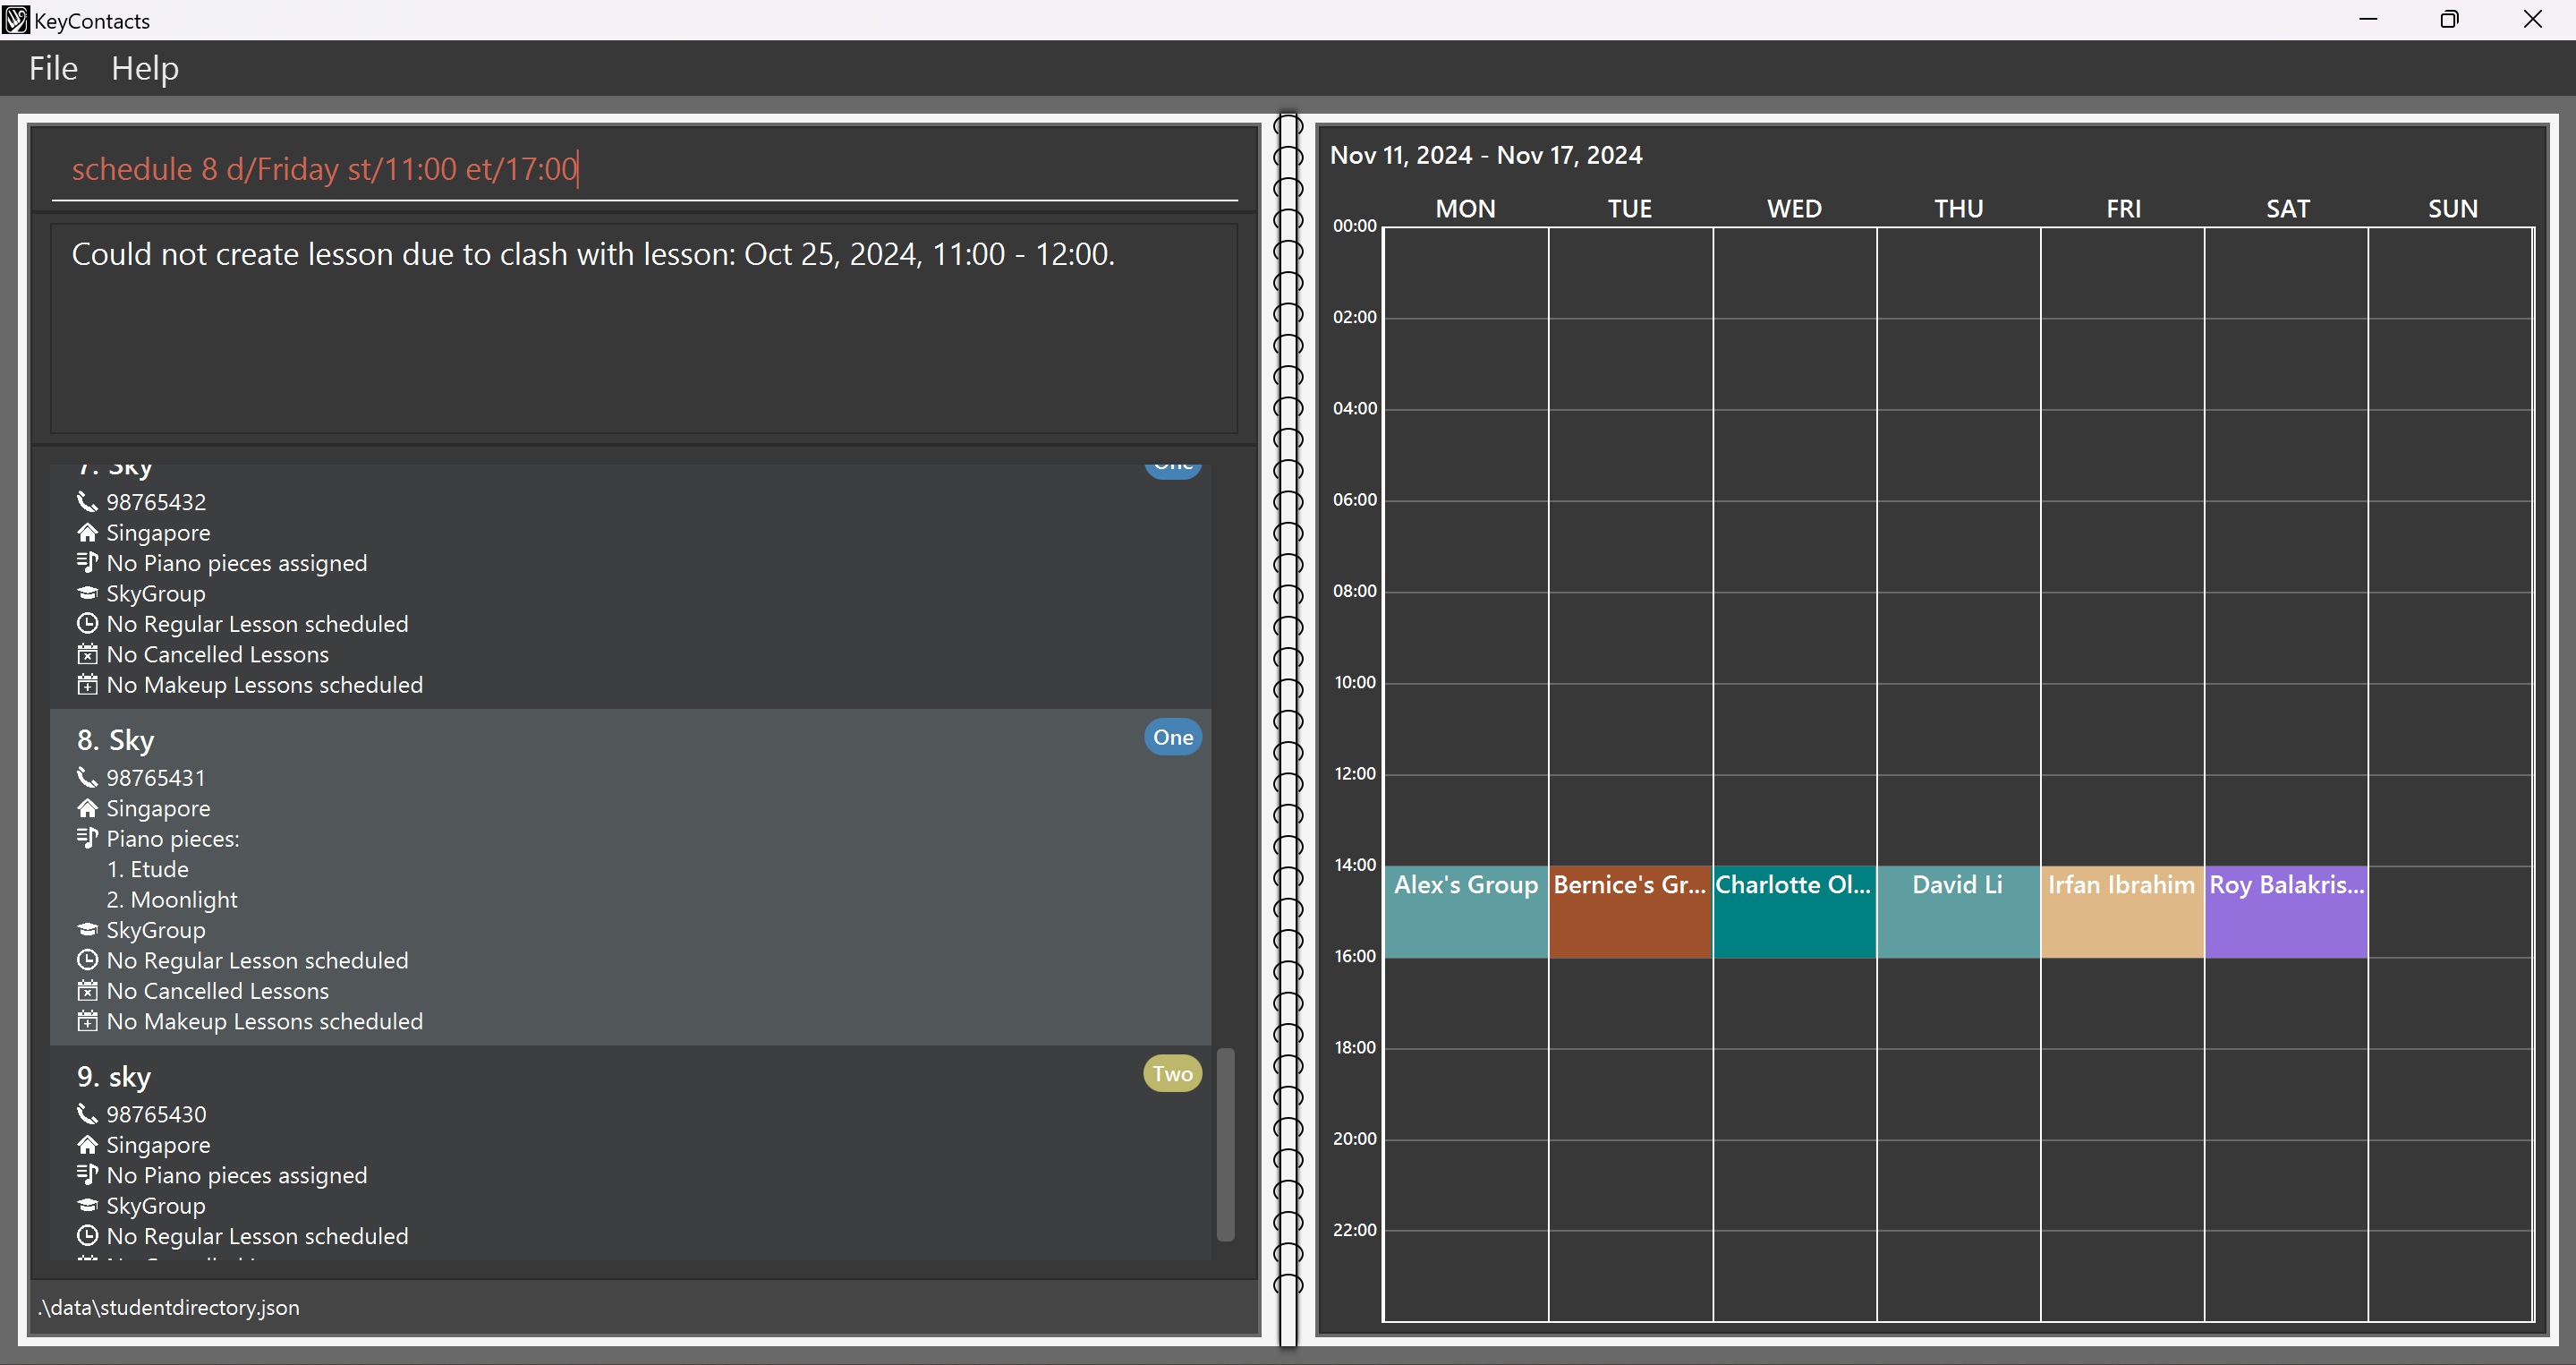 KeyContacts
File Help
schedule 8 d/Friday st/11:00 et/17:00
Could not create lesson due to clash with lesson: Oct 25, 2024, 11:00 - 12:00.
7. Sky
One
98765432
Singapore
No Piano pieces assigned
SkyGroup
No Regular Lesson scheduled
No Cancelled Lessons
No Makeup Lessons scheduled
8. Sky
One
98765431
Singapore
Piano pieces:
1. Etude
2. Moonlight
SkyGroup
No Regular Lesson scheduled
No Cancelled Lessons
No Makeup Lessons scheduled
9. sky
Two
98765430
Singapore
No Piano pieces assigned
SkyGroup
No Regular Lesson scheduled
.\data\studentdirectory.json
Nov 11, 2024 - Nov 17, 2024
MON TUE WED THU FRI SAT SUN
00:00
02:00
04:00
06:00
08:00
10:00
12:00
14:00
Alex's Group Bernice's Gr... Charlotte Ol... David Li Irfan Ibrahim Roy Balakris...
16:00
18:00
20:00
22:00